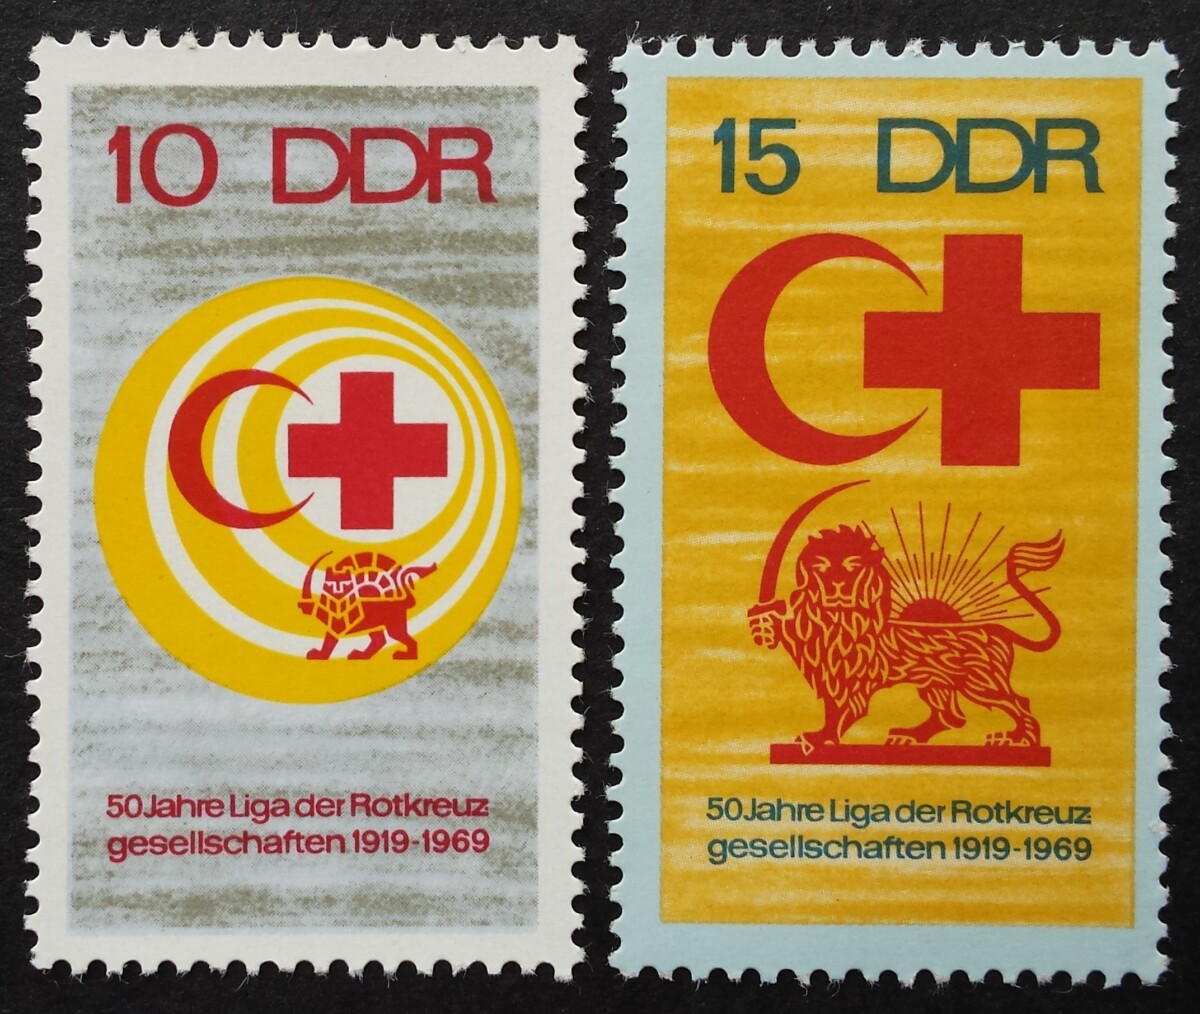 10 DDR
50 Jahre Liga der Rotkreuz
gesellschaften 1919-1969
15 DDR
50 Jahre Liga der Rotkreuz
gesellschaften 1919-1969